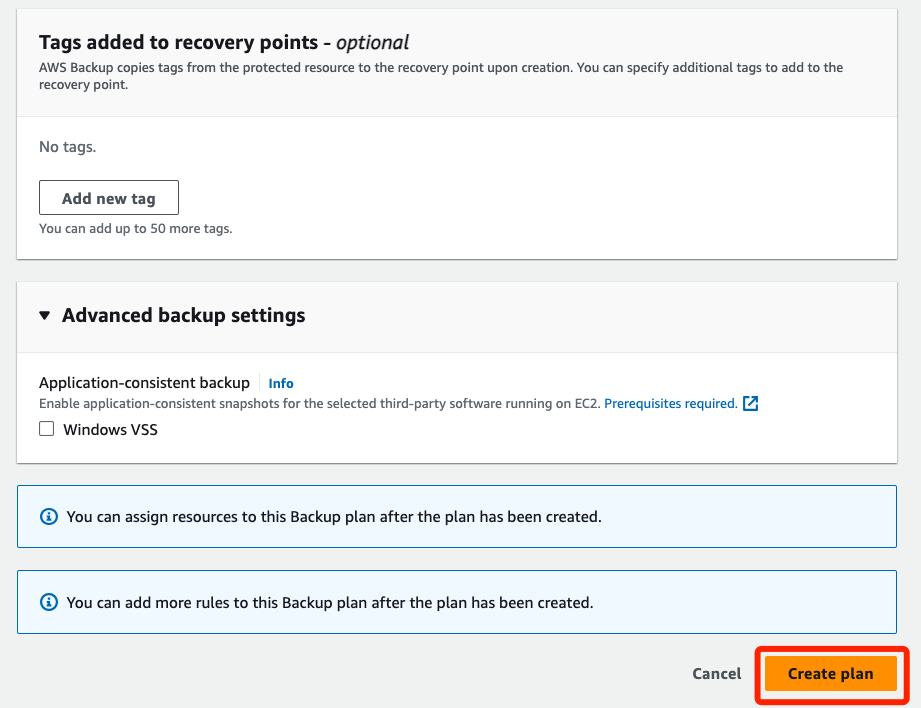 Tags added to recovery points - optional
AWS Backup copies tags from the protected resource to the recovery point upon creation. You can specify additional tags to add to the
recovery point.
No tags.
Add new tag
You can add up to 50 more tags.
Advanced backup settings
Application-consistent backup Info
Enable application-consistent snapshots for the selected third-party software running on EC2. Prerequisites required.
Windows VSS
You can assign resources to this Backup plan after the plan has been created.
You can add more rules to this Backup plan after the plan has been created.
Cancel Create plan